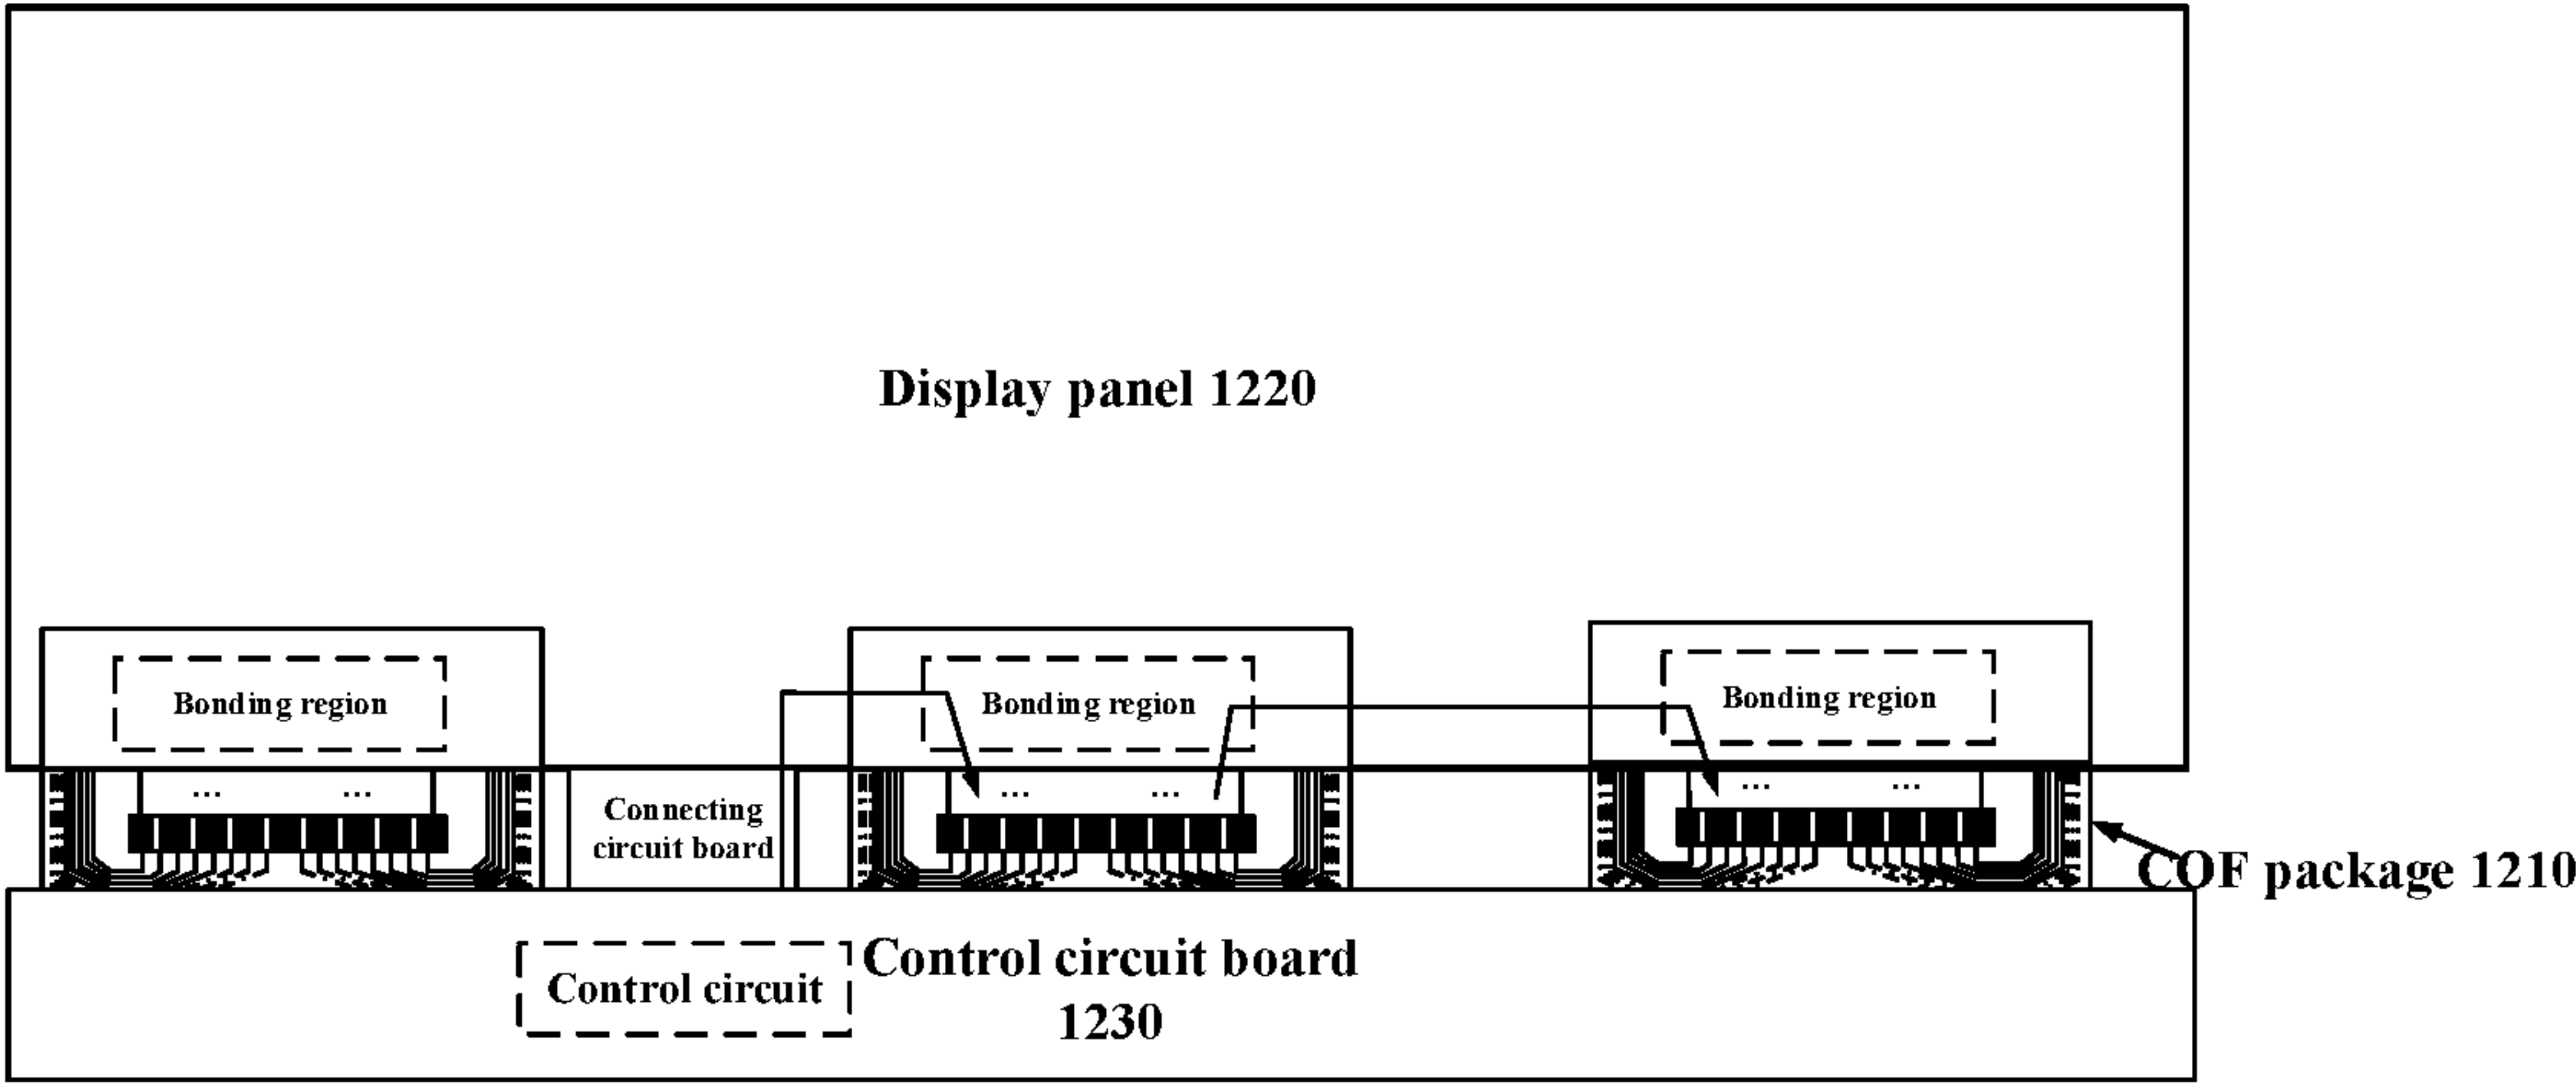 Display panel 1220
Bonding region
Bonding region
Bonding region
... ...
... ...
... ...
Connecting
circuit board
COF package 1210
Control circuit
Control circuit board
1230